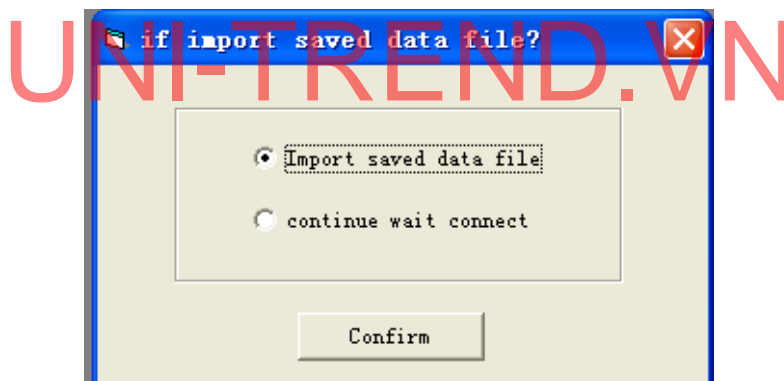 if import saved data file?
UNI-TREND.VN
Import saved data file
continue wait connect
Confirm